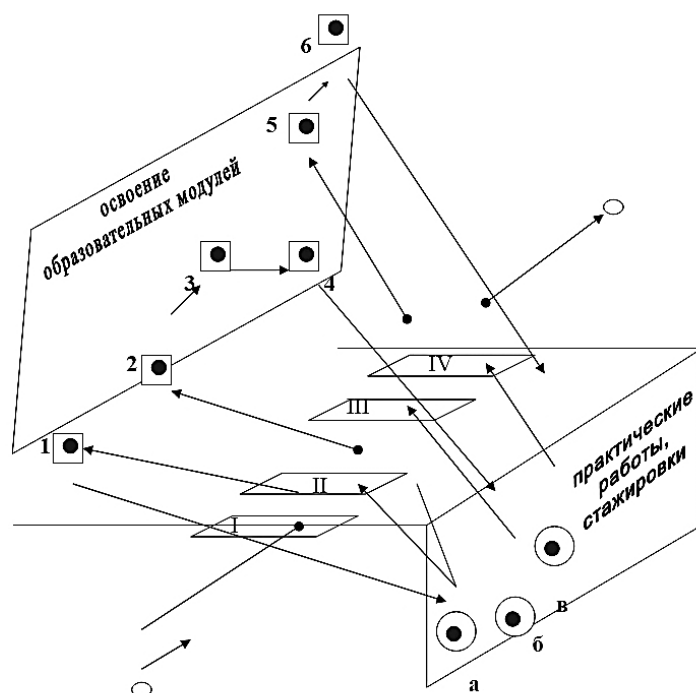 6
5
освоение
образовательных модулей
3
4
2
1
IV
III
II
I
практические
работы,
стажировки
в
б
а